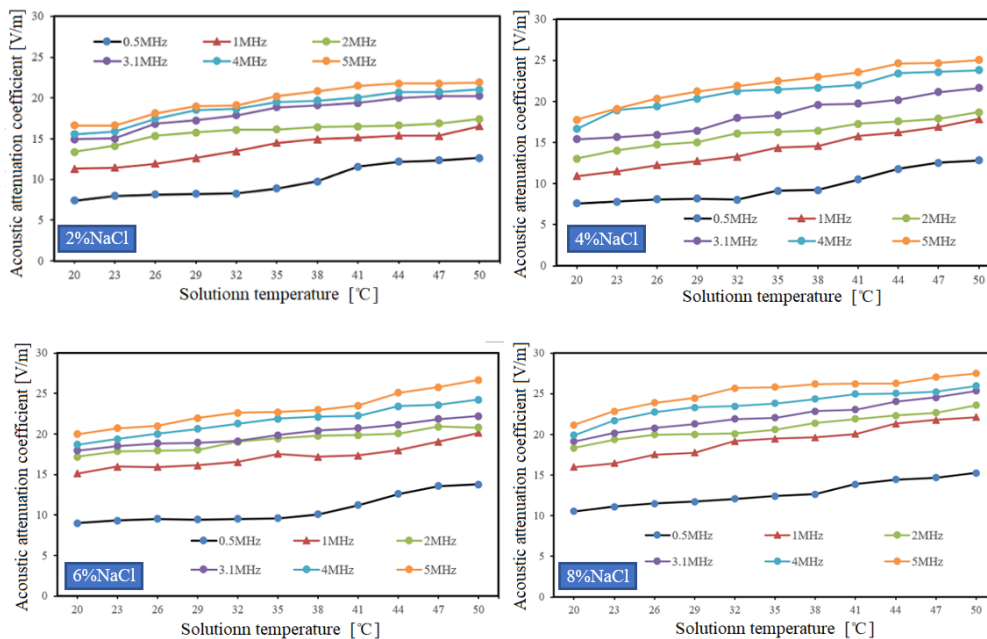 Acoustic attenuation coefficient [V/m]
30
25
20
15
10
5
0
0.5MHz 1MHz 2MHz
3.1MHz 4MHz 5MHz
2%NaCl
20 23 26 29 32 35 38 41 44 47 50
Solutionn temperature [℃]
Acoustic attenuation coefficient [V/m]
30
25
20
15
10
5
0
0.5MHz 1MHz 2MHz
3.1MHz 4MHz 5MHz
4%NaCl
20 23 26 29 32 35 38 41 44 47 50
Solutionn temperature [℃]
Acoustic attenuation coefficient [V/m]
30
25
20
15
10
5
0
0.5MHz 1MHz 2MHz
3.1MHz 4MHz 5MHz
6%NaCl
20 23 26 29 32 35 38 41 44 47 50
Solutionn temperature [℃]
Acoustic attenuation coefficient [V/m]
30
25
20
15
10
5
0
0.5MHz 1MHz 2MHz
3.1MHz 4MHz 5MHz
8%NaCl
20 23 26 29 32 35 38 41 44 47 50
Solutionn temperature [℃]